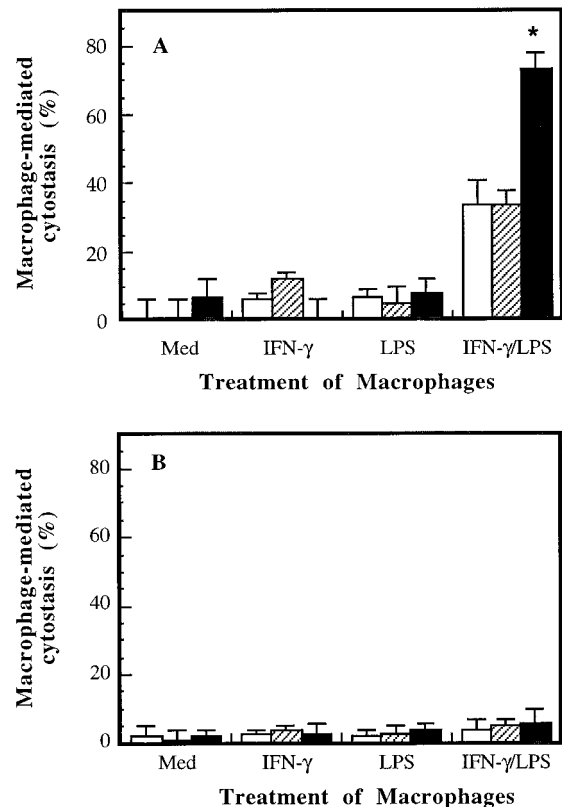 A
*
Macrophage-mediated
cytostasis (%)
80
60
40
20
0
Med IFN-γ LPS IFN-γ/LPS
Treatment of Macrophages
B
Macrophage-mediated
cytostasis (%)
80
60
40
20
0
Med IFN-γ LPS IFN-γ/LPS
Treatment of Macrophages